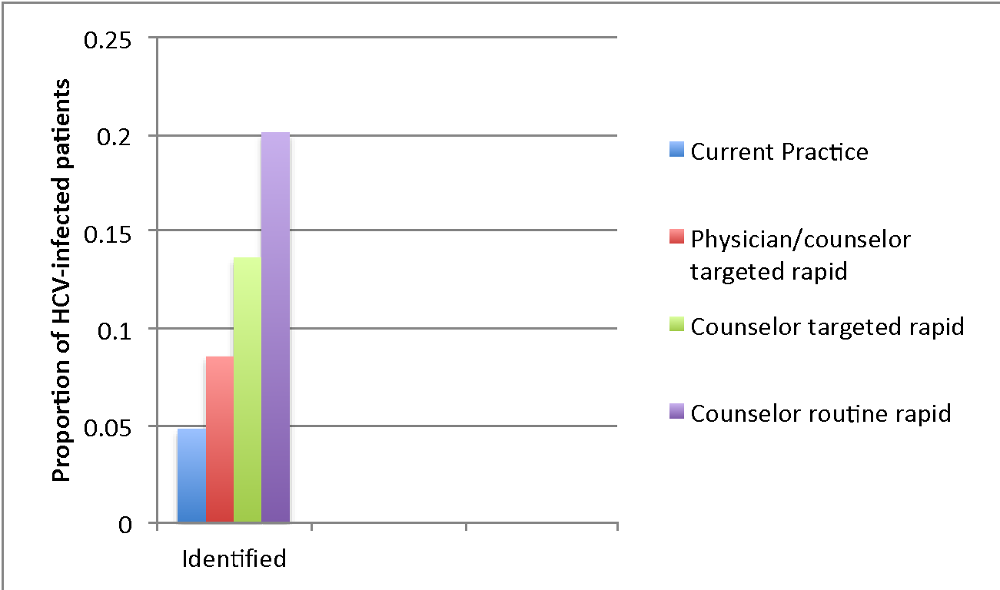 Proportion of HCV-infected patients
0.25
0.2
0.15
0.1
0.05
0
Identified
Current Practice
Physician/counselor
targeted rapid
Counselor targeted rapid
Counselor routine rapid